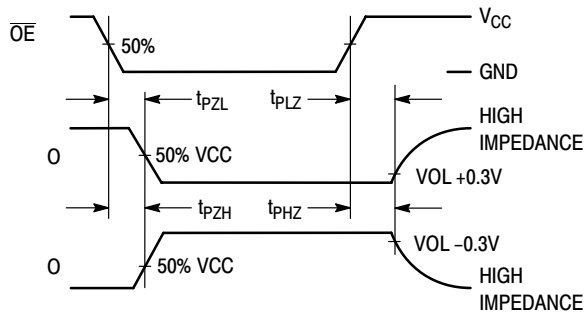 OE
50%
VCC
GND
tPZL
tPLZ
HIGH
IMPEDANCE
O
50% VCC
VOL +0.3V
tPZH
tPHZ
VOL –0.3V
O
50% VCC
HIGH
IMPEDANCE